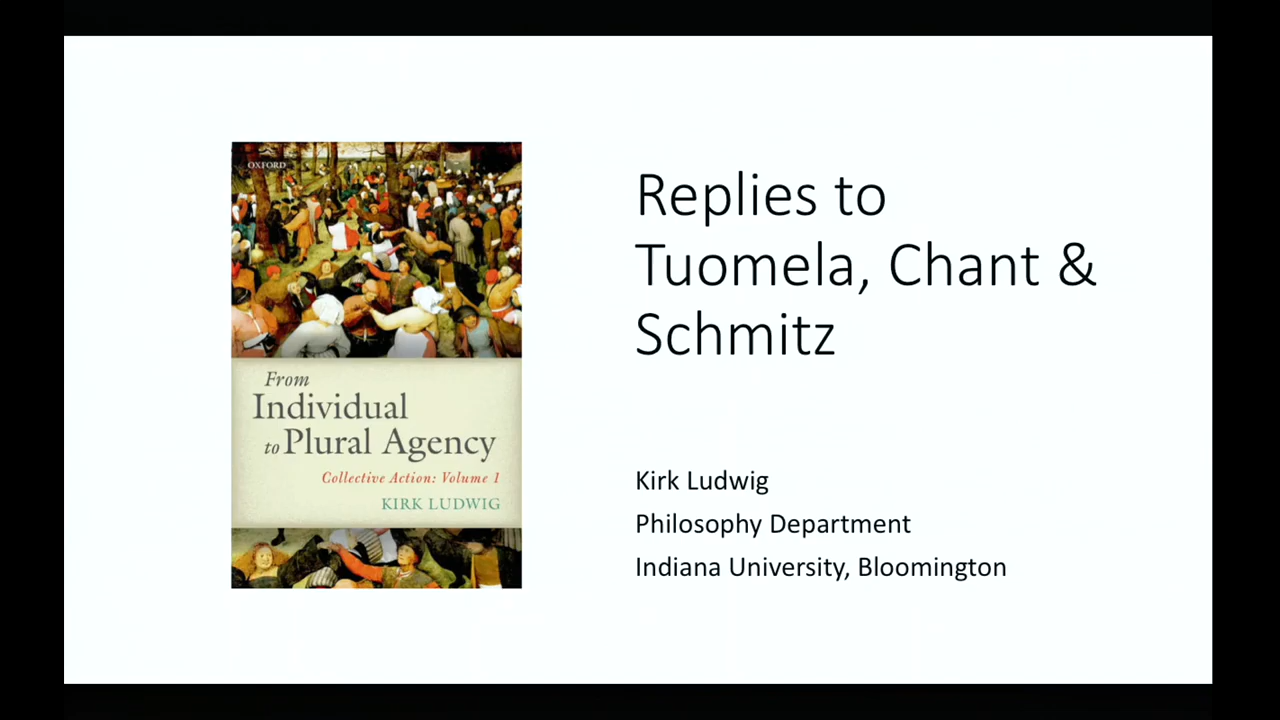 OXFORD
From
Individual
to Plural Agency
Collective Action: Volume 1
KIRK LUDWIG
Replies to
Tuomela, Chant &
Schmitz
Kirk Ludwig
Philosophy Department
Indiana University, Bloomington